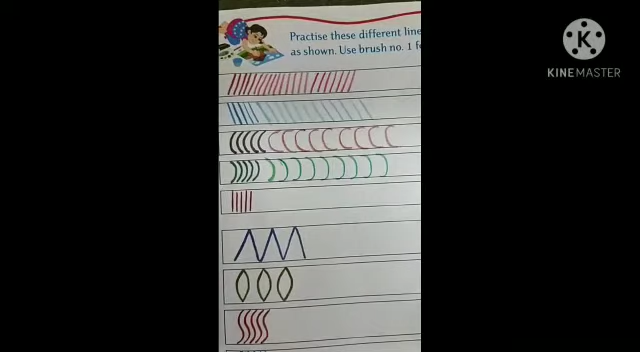 Practise these different line
as shown. Use brush no. 1 f
KINEMASTER